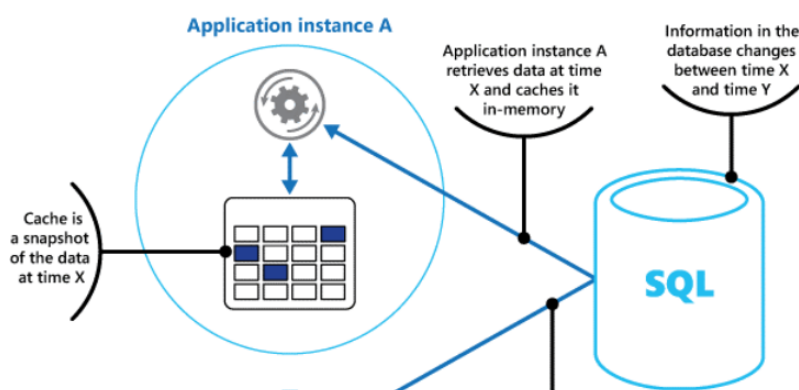 Application instance A
Application instance A
retrieves data at time
X and caches it
in-memory
Information in the
database changes
between time X
and time Y
Cache is
a snapshot
of the data
at time X
SQL